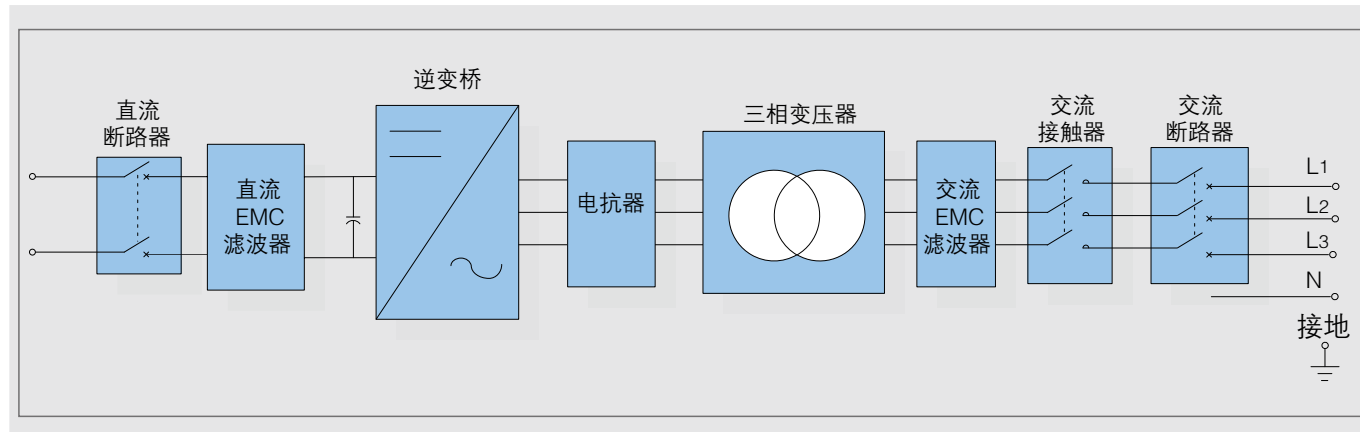 直流
断路器
直流
EMC
滤波器
逆变桥
电抗器
三相变压器
交流
EMC
滤波器
交流
接触器
交流
断路器
L1
L2
L3
N
接地